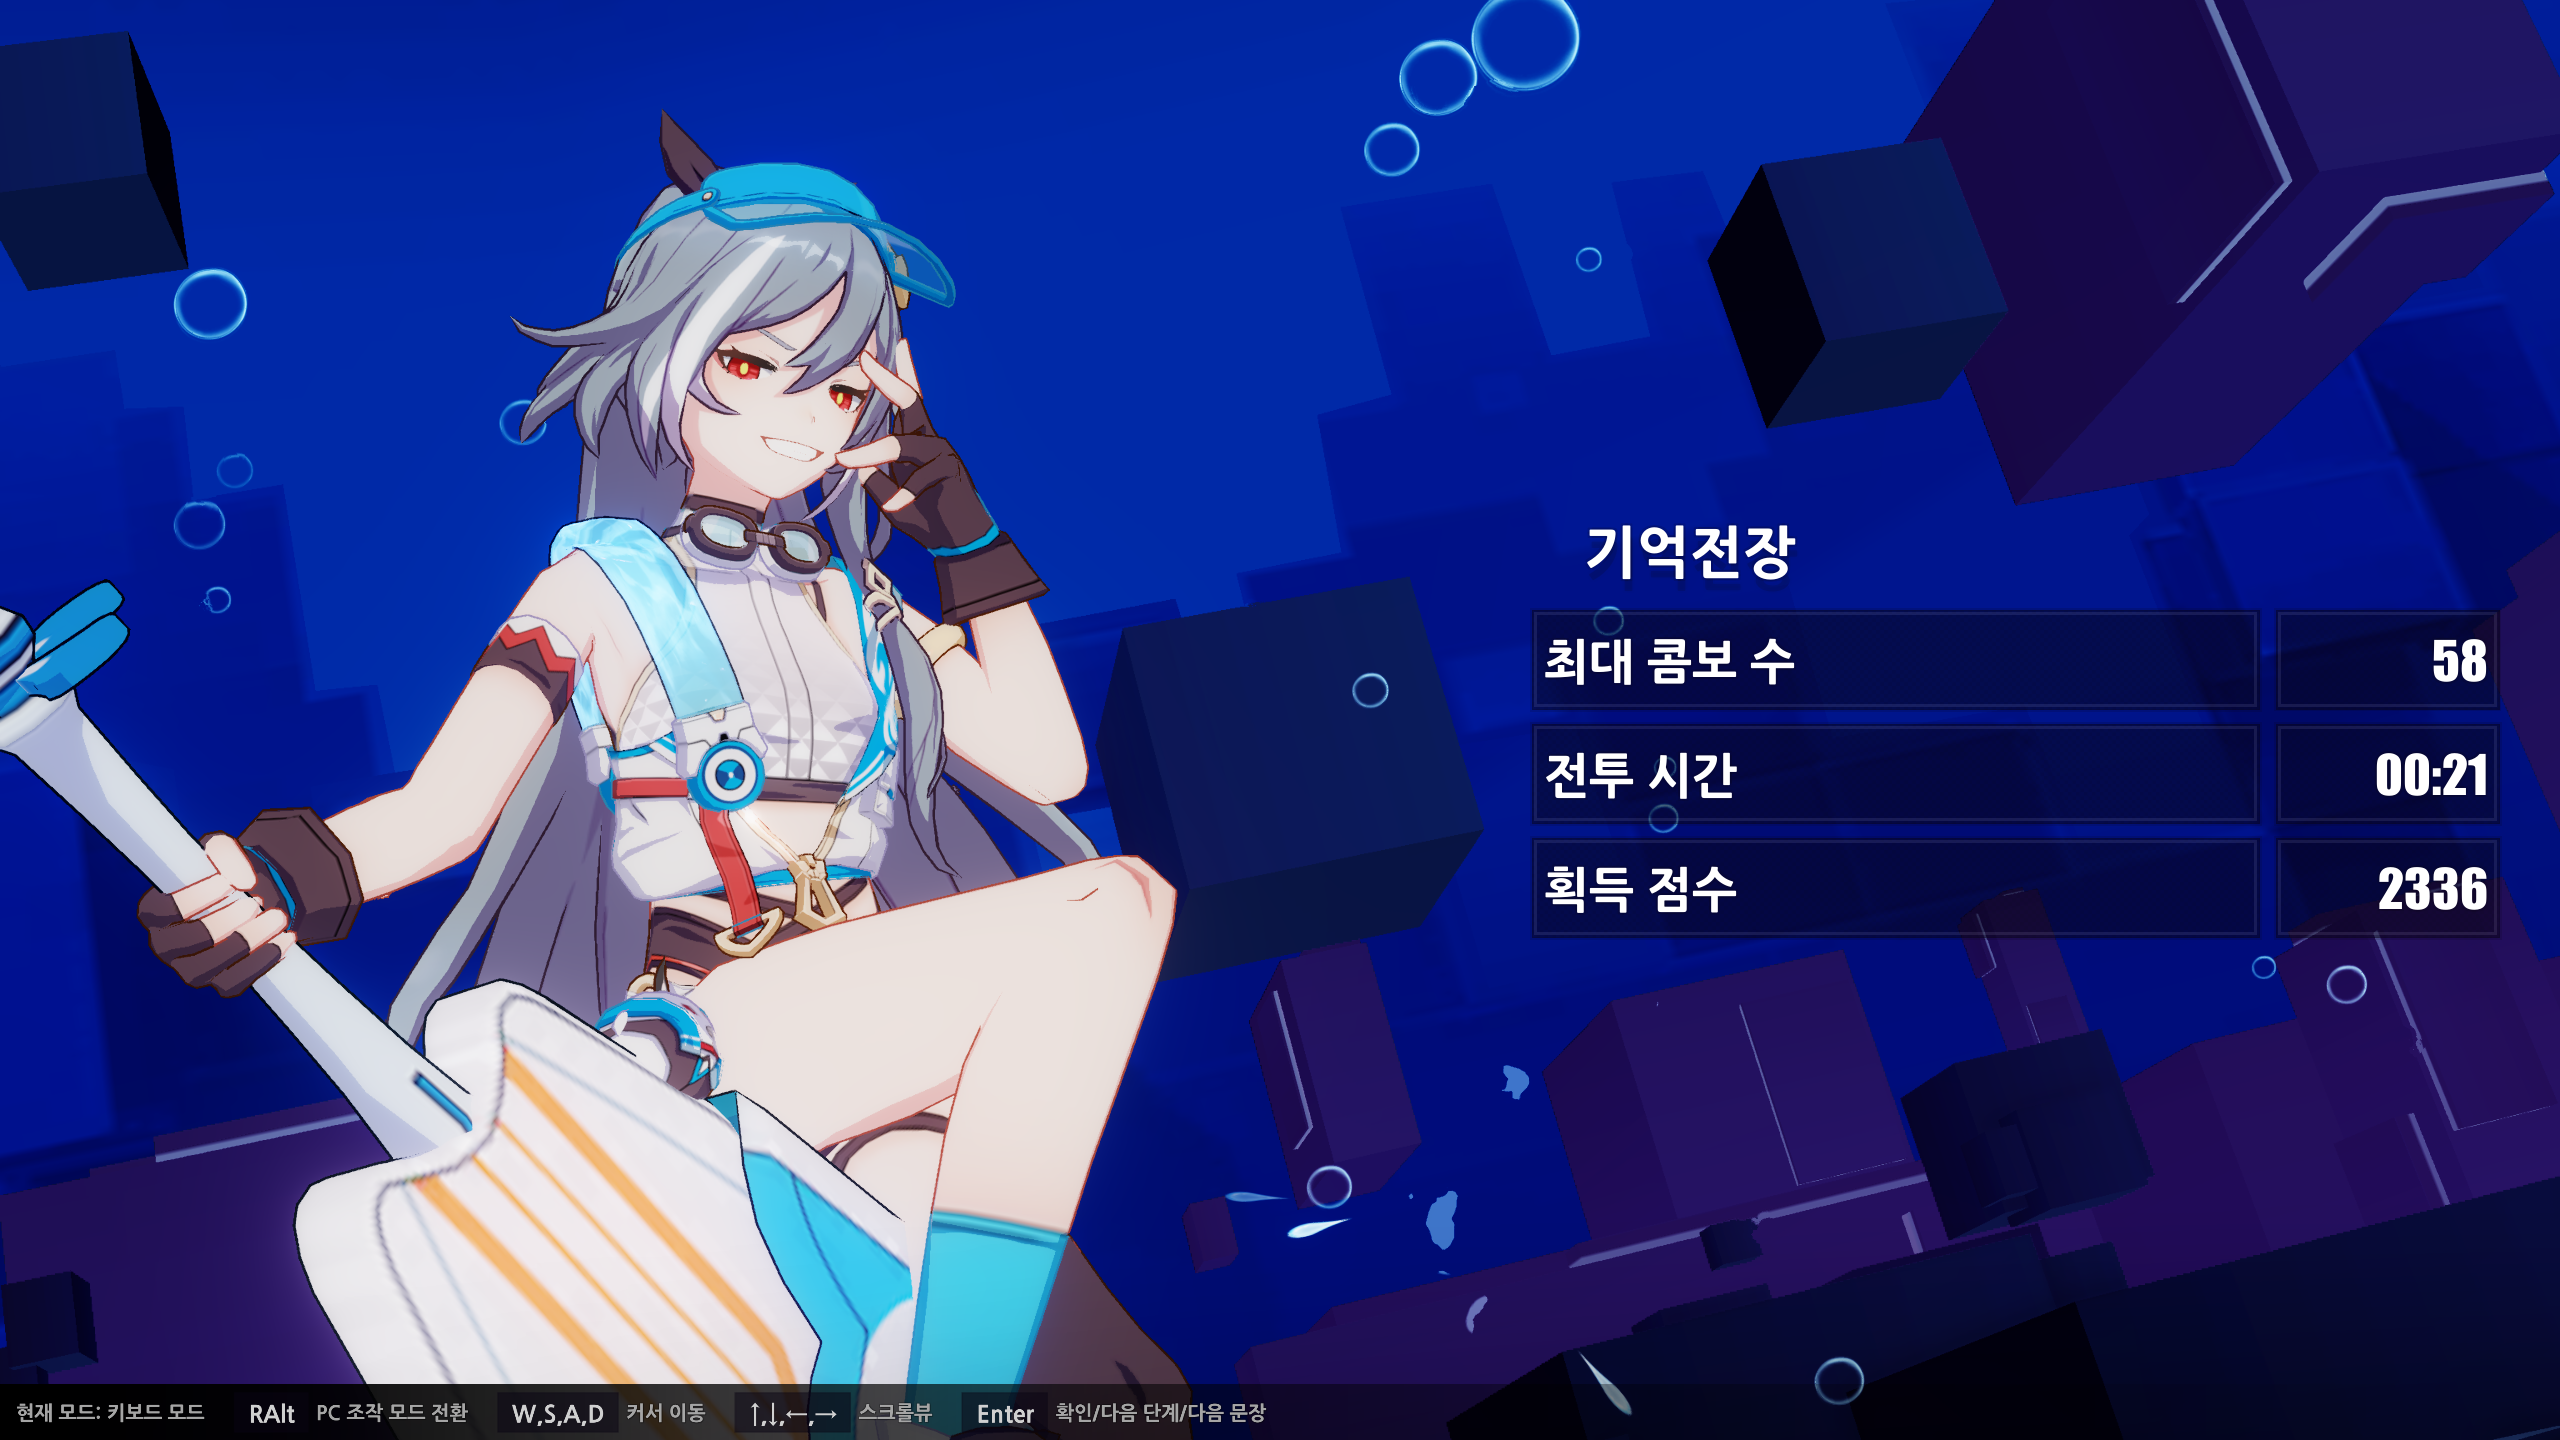 기억전장
최대 콤보 수 58
전투 시간 00:21
획득 점수 2336
현재 모드: 키보드 모드 RAlt PC 조작 모드 전환 W,S,A,D 커서 이동 ↑,↓,←,→ 스크롤뷰 Enter 확인/다음 단계/다음 문장